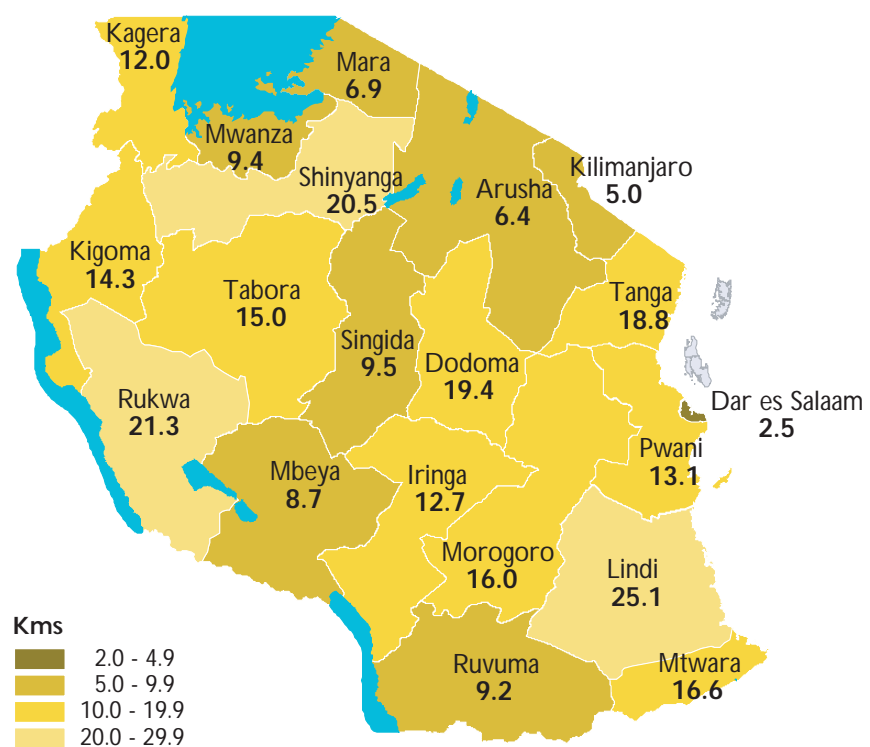 Kagera
12.0
Mara
6.9
Mwanza
9.4
Shinyanga
20.5
Arusha
6.4
Kilimanjaro
5.0
Kigoma
14.3
Tabora
15.0
Singida
9.5
Dodoma
19.4
Tanga
18.8
Rukwa
21.3
Dar es Salaam
2.5
Pwani
13.1
Mbeya
8.7
Iringa
12.7
Morogoro
16.0
Lindi
25.1
Ruvuma
9.2
Mtwara
16.6
Kms
2.0 - 4.9
5.0 - 9.9
10.0 - 19.9
20.0 - 29.9